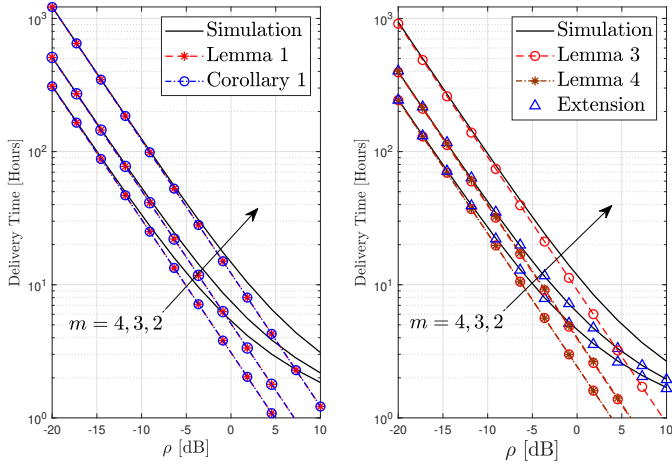 Simulation
Lemma 1
Corollary 1
Delivery Time [Hours]
10^3
10^2
10^1
10^0
m = 4, 3, 2
-20 -15 -10 -5 0 5 10
ρ [dB]
Simulation
Lemma 3
Lemma 4
Extension
Delivery Time [Hours]
10^3
10^2
10^1
10^0
m = 4, 3, 2
-20 -15 -10 -5 0 5 10
ρ [dB]